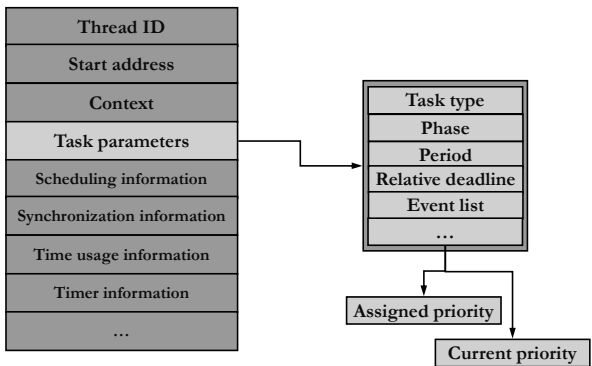 Thread ID
Start address
Context
Task parameters
Scheduling information
Synchronization information
Time usage information
Timer information
…
Task type
Phase
Period
Relative deadline
Event list
…
Assigned priority
Current priority